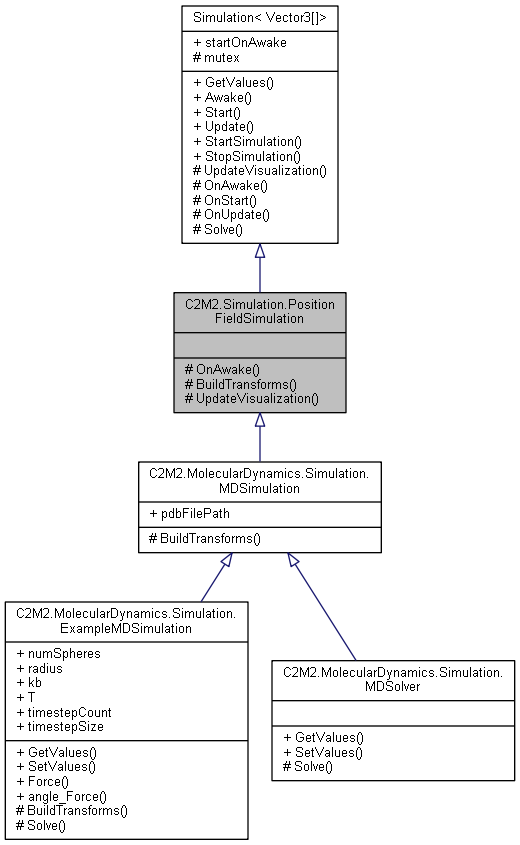 Simulation< Vector3[]>
+ startOnAwake
# mutex
+ GetValues()
+ Awake()
+ Start()
+ Update()
+ StartSimulation()
+ StopSimulation()
# UpdateVisualization()
# OnAwake()
# OnStart()
# OnUpdate()
# Solve()
C2M2.Simulation.Position
FieldSimulation
# OnAwake()
# BuildTransforms()
# UpdateVisualization()
C2M2.MolecularDynamics.Simulation.
MDSimulation
+ pdbFilePath
# BuildTransforms()
C2M2.MolecularDynamics.Simulation.
ExampleMDSimulation
+ numSpheres
+ radius
+ kb
+ T
+ timestepCount
+ timestepSize
+ GetValues()
+ SetValues()
+ Force()
+ angle_Force()
# BuildTransforms()
# Solve()
C2M2.MolecularDynamics.Simulation.
MDSolver
+ GetValues()
+ SetValues()
# Solve()